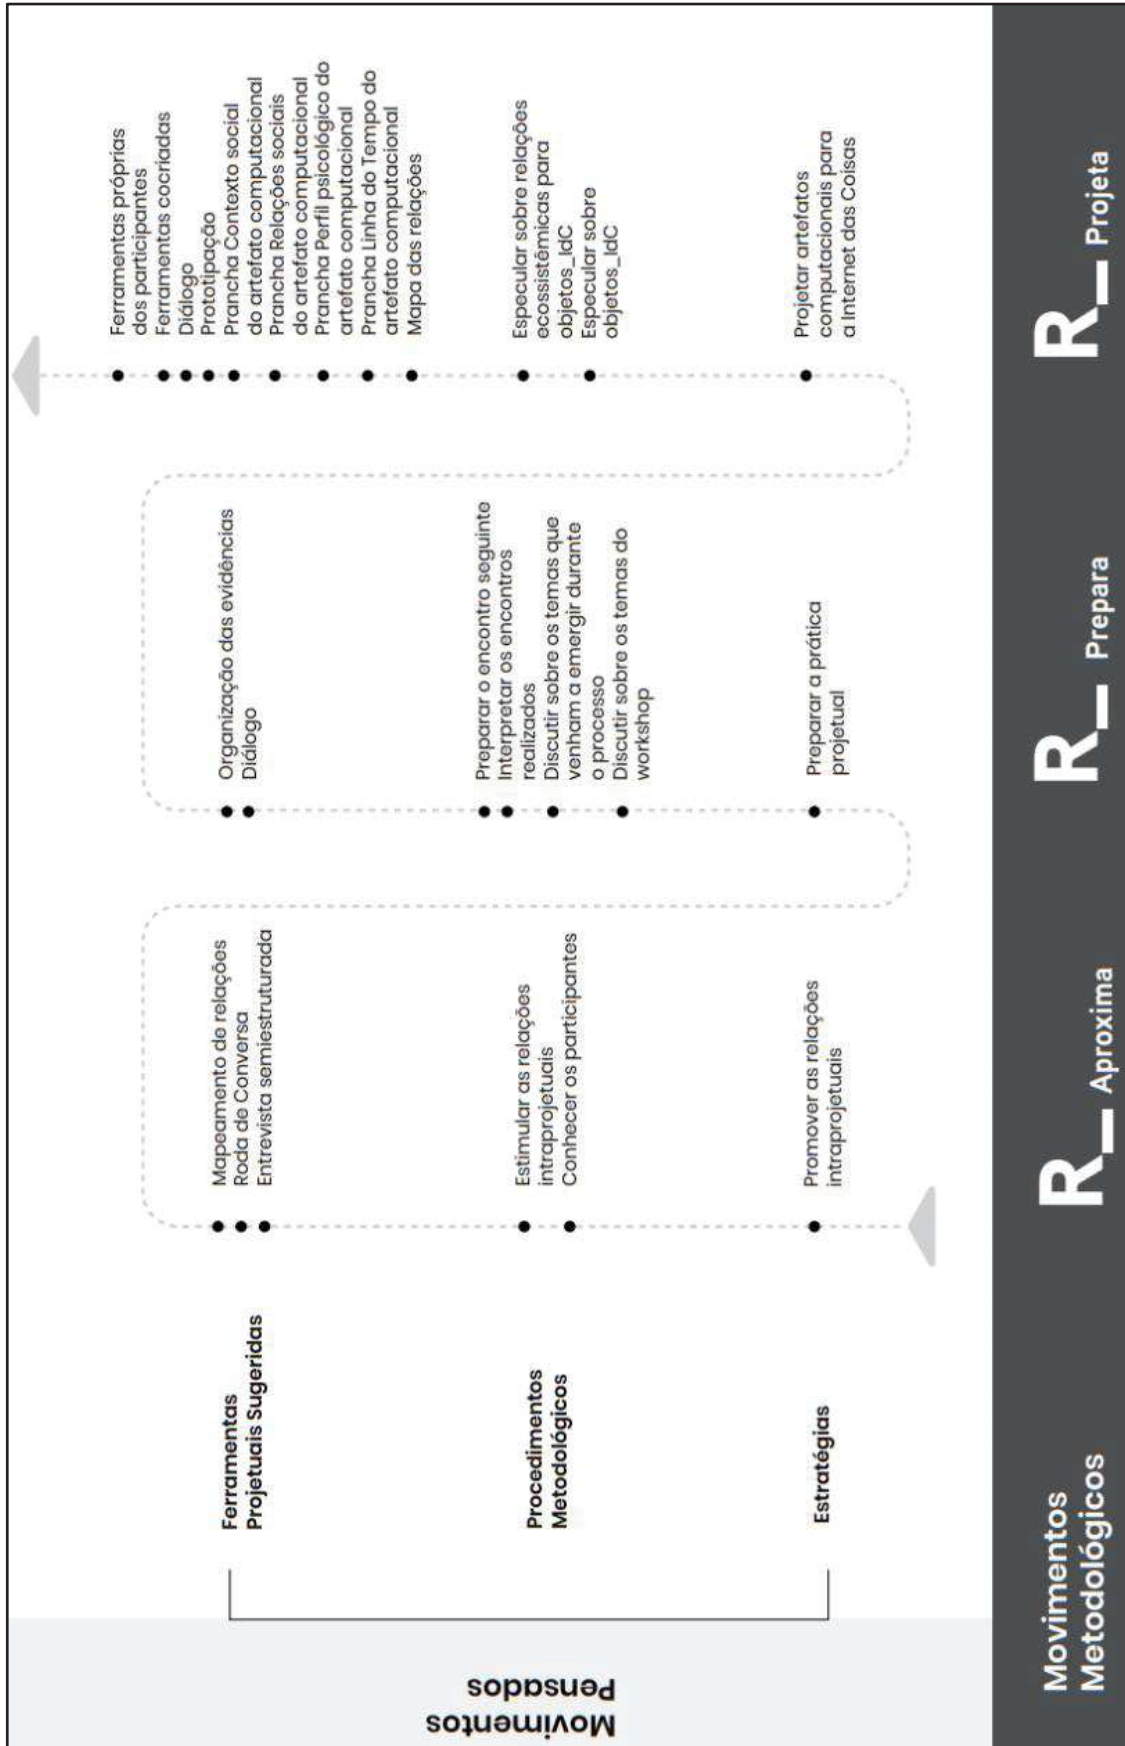 Movimentos
Pensados
Ferramentas
Projetuais Sugeridas
Mapeamento de relações
Roda de Conversa
Entrevista semiestruturada
Organização das evidências
Diálogo
Ferramentas próprias
dos participantes
Ferramentas cocriadas
Diálogo
Prototipação
Prancha Contexto social
do artefato computacional
Prancha Relações sociais
do artefato computacional
Prancha Perfil psicológico do
artefato computacional
Prancha Linha do Tempo do
artefato computacional
Mapa das relações
Procedimentos
Metodológicos
Estimular as relações
intraprojetuais
Conhecer os participantes
Preparar o encontro seguinte
Interpretar os encontros
realizados
Discutir sobre os temas que
venham a emergir durante
o processo
Discutir sobre os temas do
workshop
Especular sobre relações
ecossistêmicas para
objetos_IdC
Especular sobre
objetos_IdC
Estratégias
Promover as relações
intraprojetuais
Preparar a prática
projetual
Projetar artefatos
computacionais para
a Internet das Coisas
Movimentos
Metodológicos
R_ Aproxima
R_ Prepara
R_ Projeta